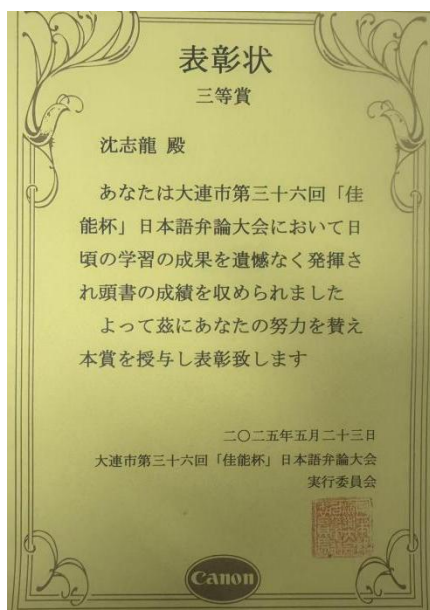 表彰状
三等賞
沈志龍 殿
あなたは大連市第三十六回「佳
能杯」日本語弁論大会において日
頃の学習の成果を遺憾なく発揮さ
れ頭書の成績を収められました
よって茲にあなたの努力を賛え
本賞を授与し表彰致します
二〇二五年五月二十三日
大連市第三十六回「佳能杯」日本語弁論大会
実行委員会
Canon